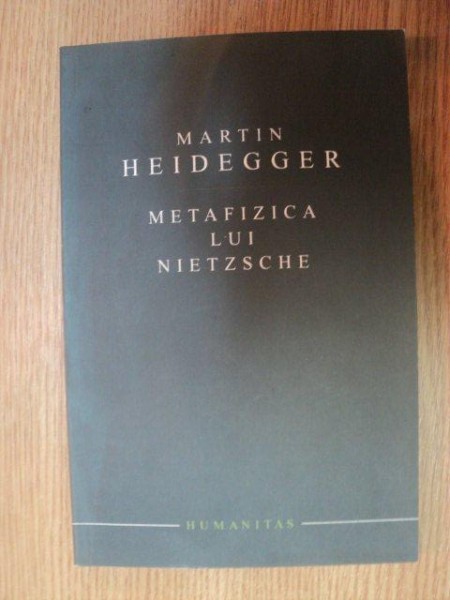 MARTIN
HEIDEGGER
METAFIZICA
LUI
NIETZSCHE
HUMANITAS